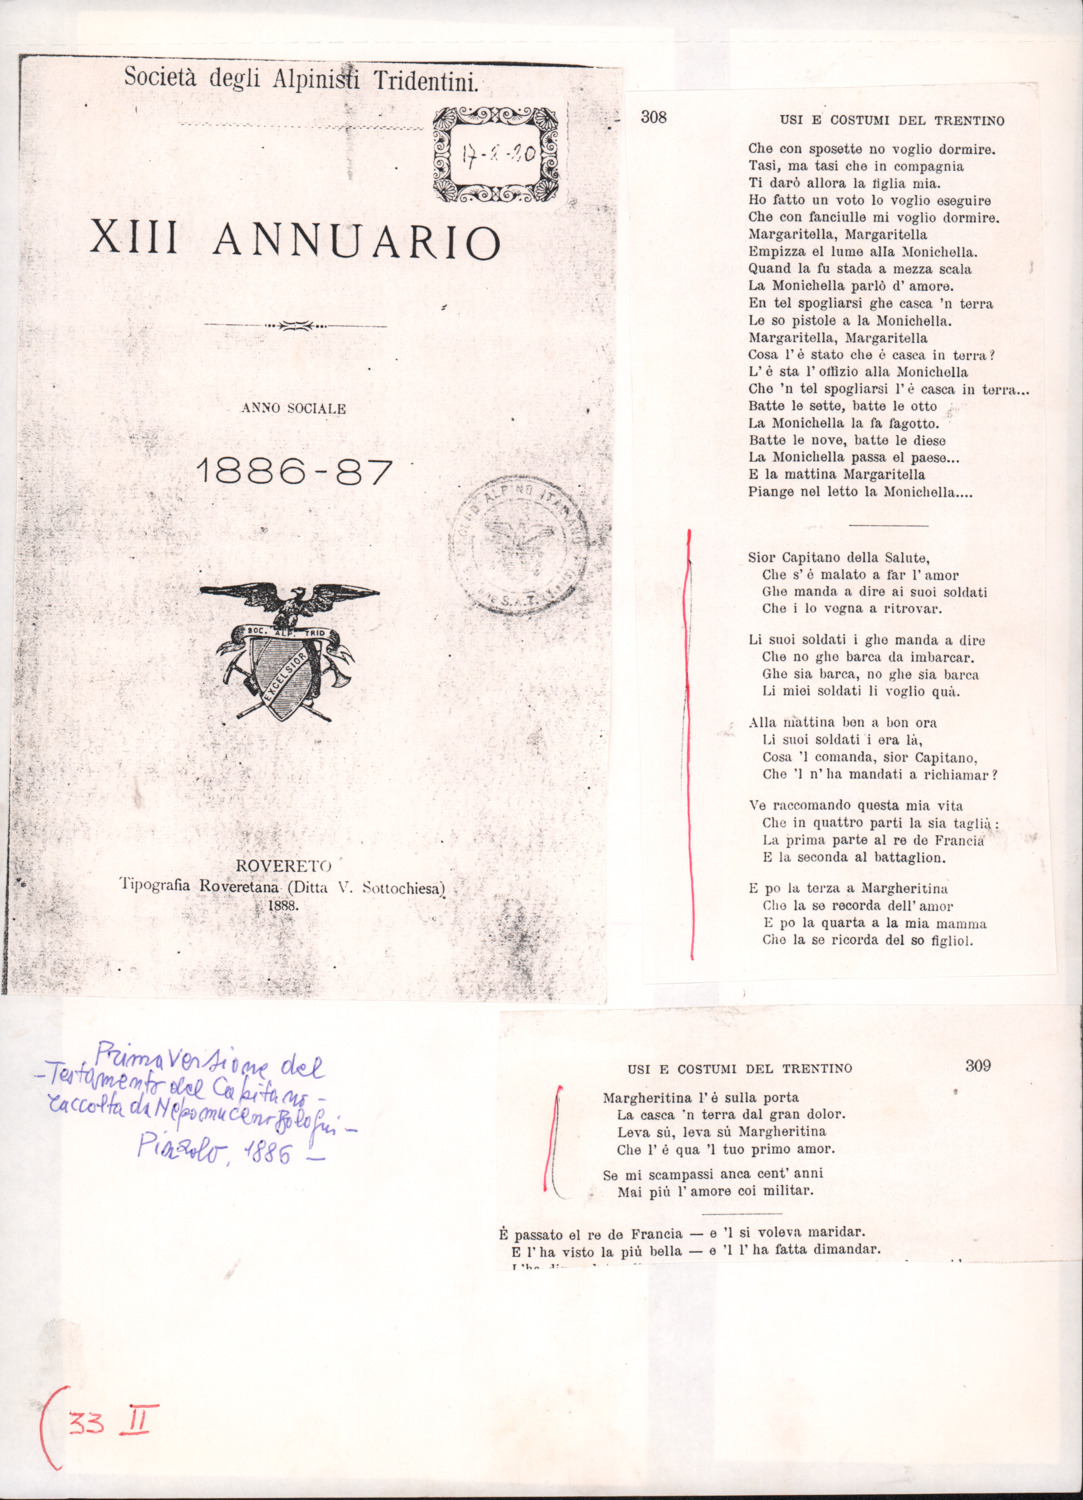 Società degli Alpinisti Tridentini.
XIII ANNUARIO
ANNO SOCIALE
1886-87
SOC. ALP. TRID
EXCELSIOR
ROVERETO
Tipografia Roveretana (Ditta V. Sottochiesa)
1888.
308
USI E COSTUMI DEL TRENTINO
Che con sposette no voglio dormire.
Tasi, ma tasi che in compagnia
Ti darò allora la figlia mia.
Ho fatto un voto lo voglio eseguire
Che con fanciulle mi voglio dormire.
Margaritella, Margaritella
Empizza el lume alla Monichella.
Quand la fu stada a mezza scala
La Monichella parlò d' amore.
En tel spogliarsi ghe casca 'n terra
Le so pistole a la Monichella.
Margaritella, Margaritella
Cosa l' é stato che é casca in terra?
L' é sta l' offizio alla Monichella
Che 'n tel spogliarsi l' é casca in terra...
Batte le sette, batte le otto
La Monichella la fa fagotto.
Batte le nove, batte le diese
La Monichella passa el paese...
E la mattina Margaritella
Piange nel letto la Monichella....
Sior Capitano della Salute,
Che s' é malato a far l' amor
Ghe manda a dire ai suoi soldati
Che i lo vegna a ritrovar.
Li suoi soldati i ghe manda a dire
Che no ghe barca da imbarcar.
Ghe sia barca, no ghe sia barca
Li miei soldati li voglio quà.
Alla mattina ben a bon ora
Li suoi soldati i era là,
Cosa 'l comanda, sior Capitano,
Che 'l n' ha mandati a richiamar?
Ve raccomando questa mia vita
Che in quattro parti la sia taglià:
La prima parte al re de Francia
E la seconda al battaglion.
E po la terza a Margheritina
Che la se recorda dell' amor
E po la quarta a la mia mamma
Che la se ricorda del so figliol.
USI E COSTUMI DEL TRENTINO
309
Margheritina l' é sulla porta
La casca 'n terra dal gran dolor.
Leva sú, leva sú Margheritina
Che l' é qua 'l tuo primo amor.
Se mi scampassi anca cent' anni
Mai più l' amore coi militar.
È passato el re de Francia — e 'l si voleva maridar.
E l' ha visto la più bella — e 'l l' ha fatta dimandar.
Prima Versione del
- Testamento del Capitano -
raccolta da Nepomuceno Bolognini -
Pinzolo, 1886 -
33 II